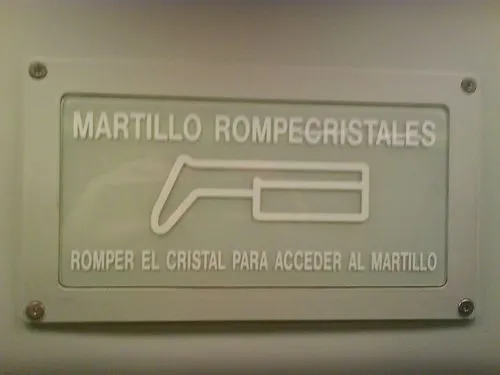 MARTILLO ROMPECRISTALES
ROMPER EL CRISTAL PARA ACCEDER AL MARTILLO